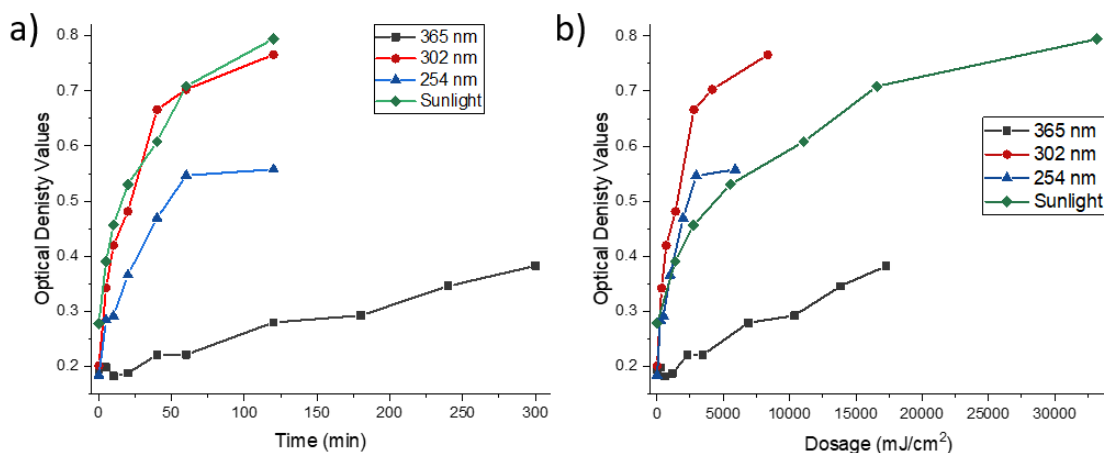 a)
0.8
0.7
0.6
0.5
0.4
0.3
0.2
Optical Denisty Values
0
50
100
150
200
250
300
Time (min)
365 nm
302 nm
254 nm
Sunlight
b)
0.8
0.7
0.6
0.5
0.4
0.3
0.2
Optical Denisty Values
0
5000
10000
15000
20000
25000
30000
Dosage (mJ/cm²)
365 nm
302 nm
254 nm
Sunlight